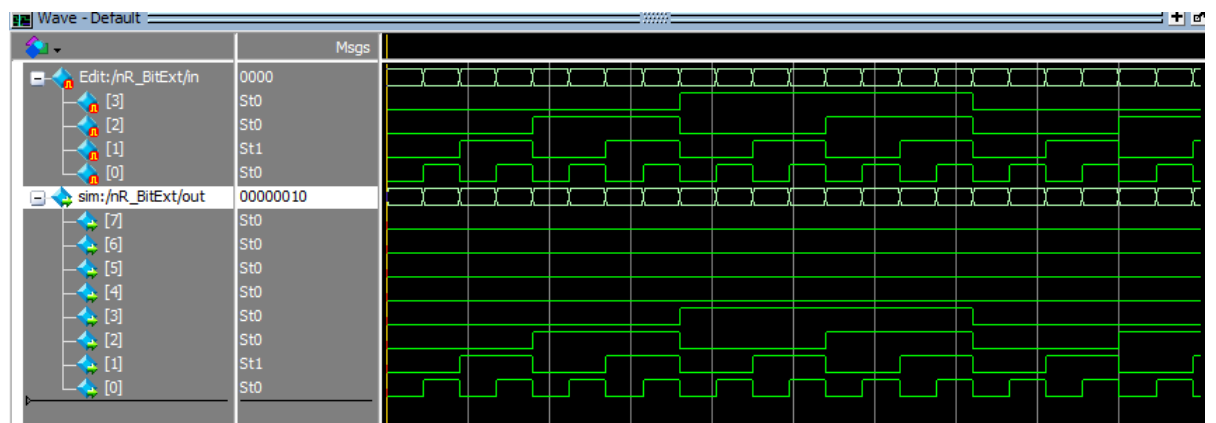 Wave - Default
Msgs
Edit:/nR_BitExt/in 0000
[3] St0
[2] St0
[1] St1
[0] St0
sim:/nR_BitExt/out 00000010
[7] St0
[6] St0
[5] St0
[4] St0
[3] St0
[2] St0
[1] St1
[0] St0